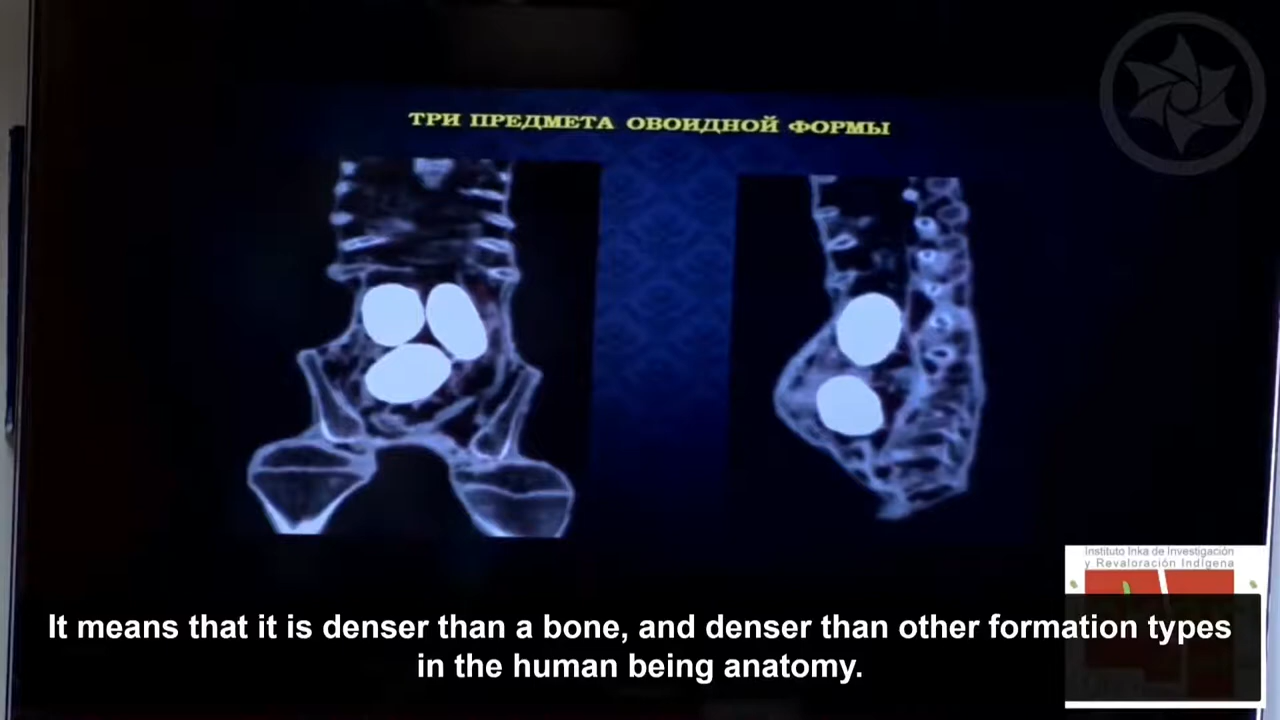 ТРИ ПРЕДМЕТА ОВОИДНОЙ ФОРМЫ
Instituto Inka de Investigación
y Revaloración Indígena
It means that it is denser than a bone, and denser than other formation types
in the human being anatomy.